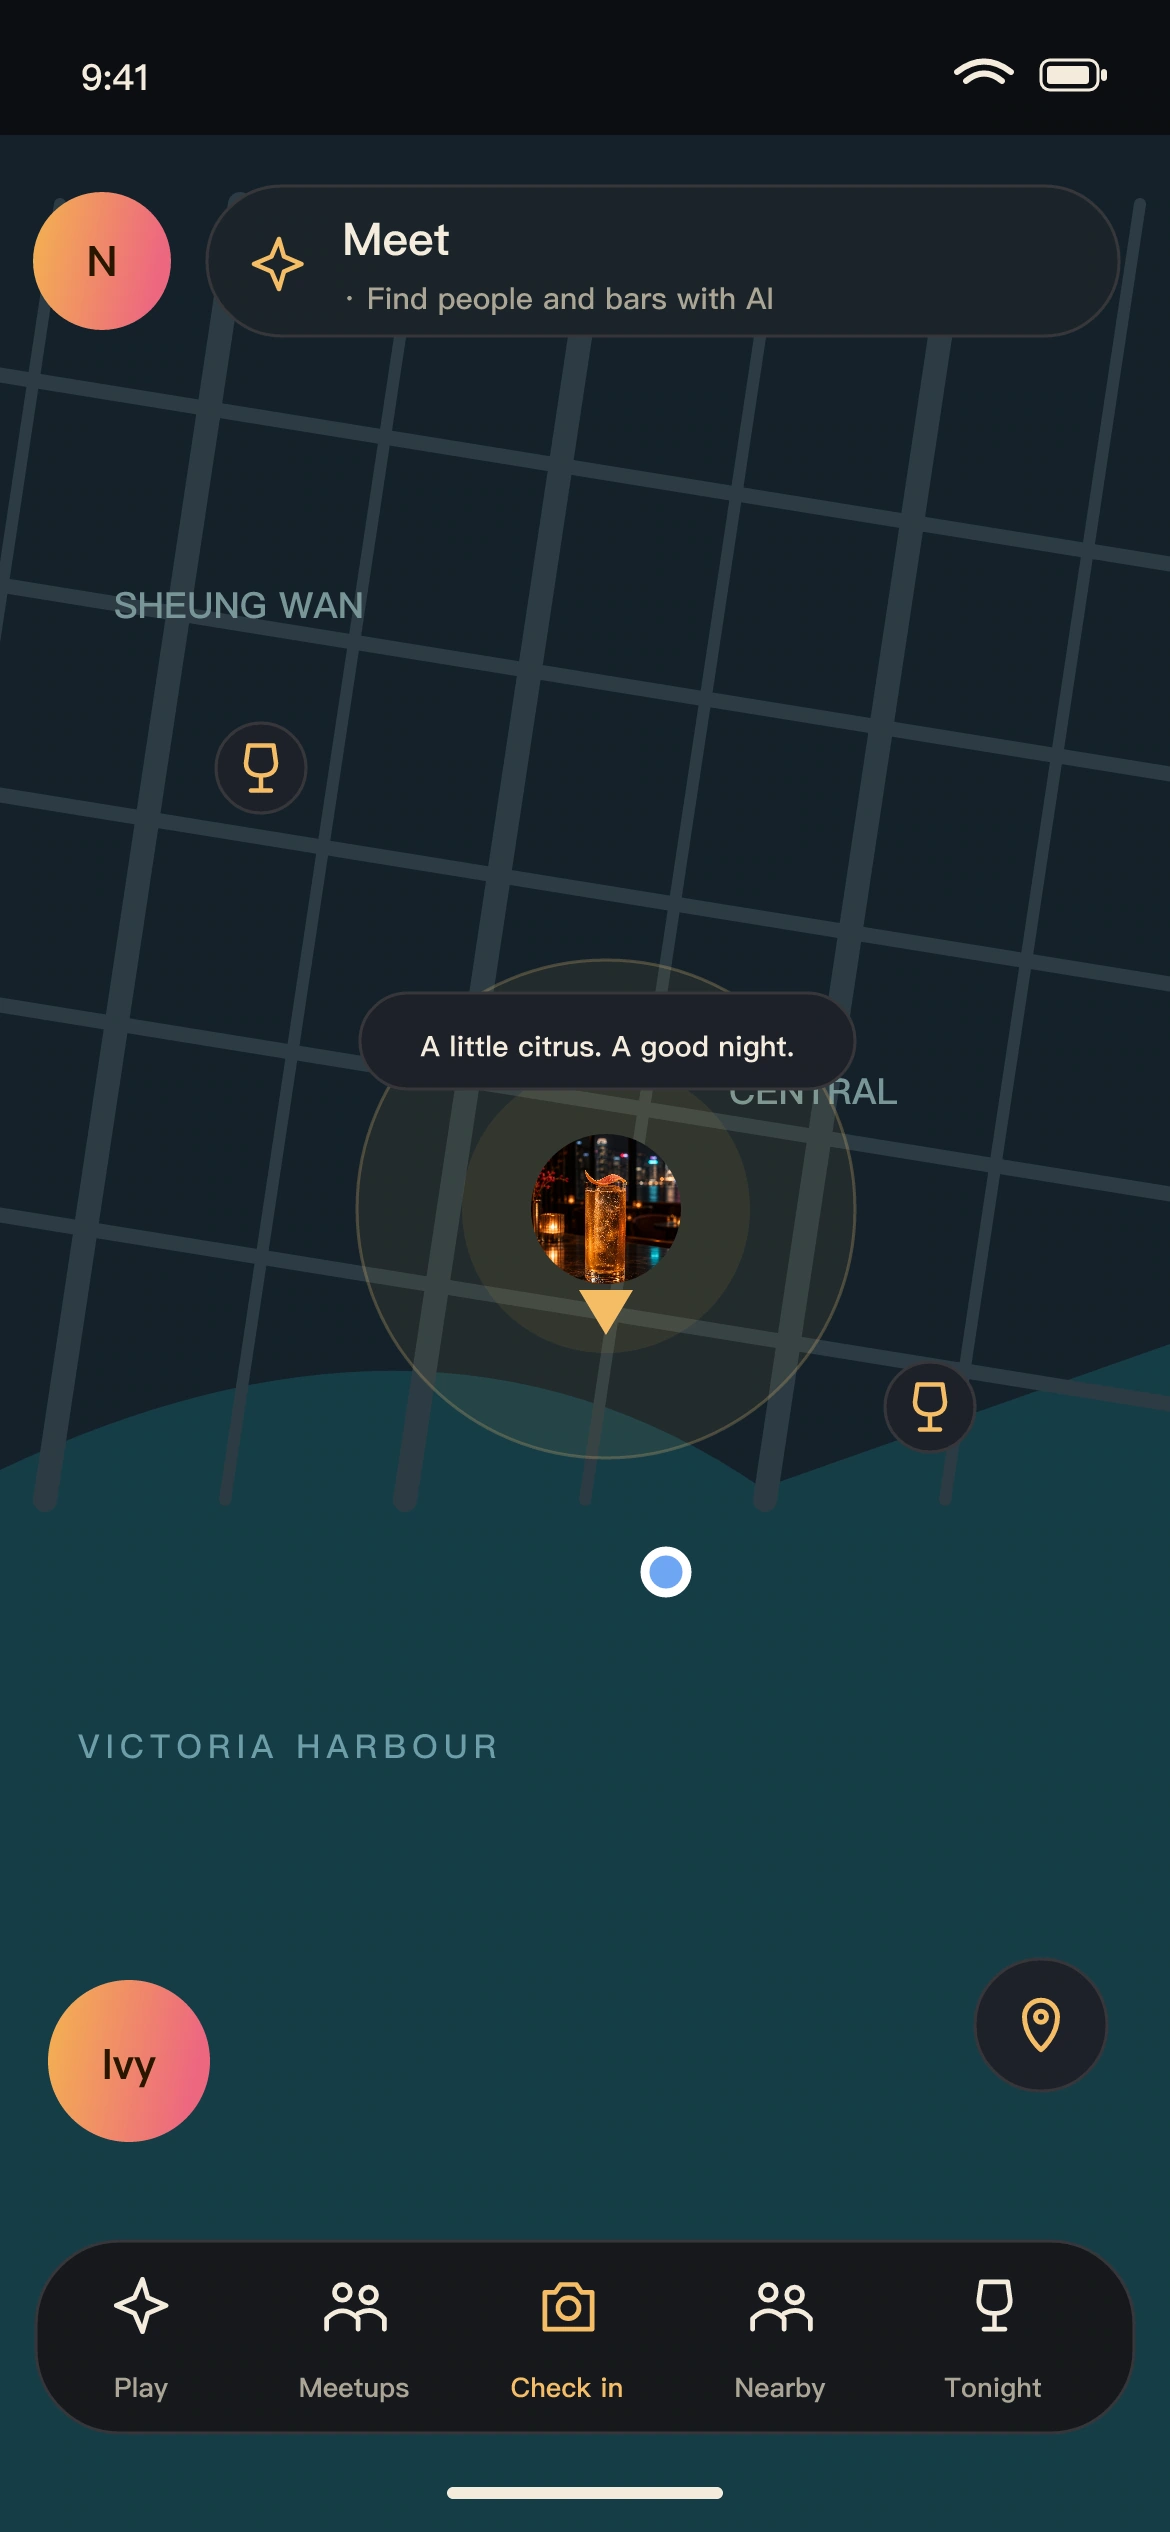 9:41
N
Meet
· Find people and bars with AI
SHEUNG WAN
A little citrus. A good night.
CENTRAL
VICTORIA HARBOUR
Ivy
Play
Meetups
Check in
Nearby
Tonight